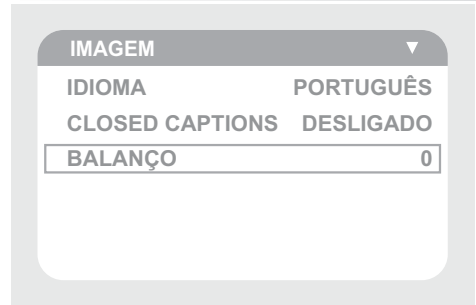 IMAGEM ▼
IDIOMA PORTUGUÊS
CLOSED CAPTIONS DESLIGADO
BALANÇO 0